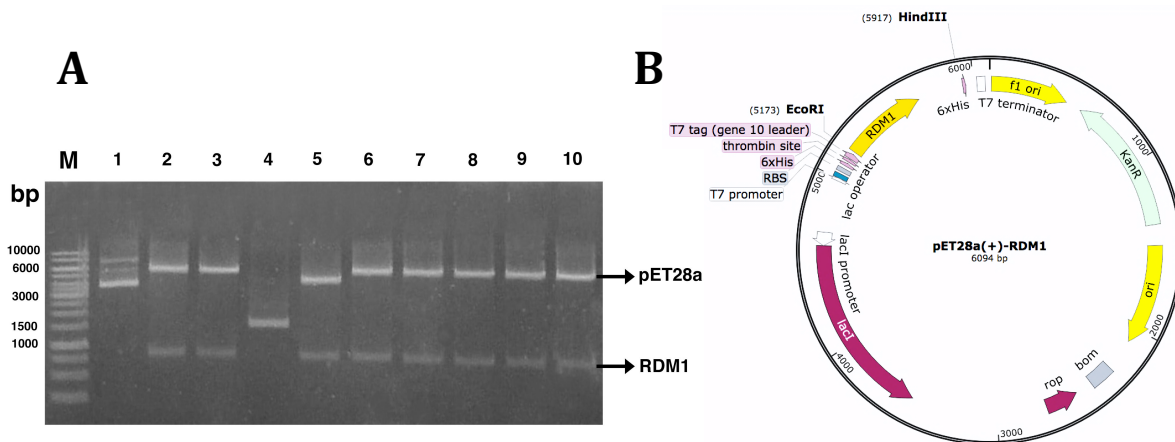 A
M 1 2 3 4 5 6 7 8 9 10
bp
10000
6000
3000
1500
1000
pET28a
RDM1
B
(5917) HindIII
6000
6xHis
T7 terminator
f1 ori
(5173) EcoRI
T7 tag (gene 10 leader)
thrombin site
6xHis
RBS
T7 promoter
5000
lac operator
RDM1
KanR
1000
lacI promoter
lacI
pET28a(+)-RDM1
6094 bp
ori
2000
4000
rop
bom
3000